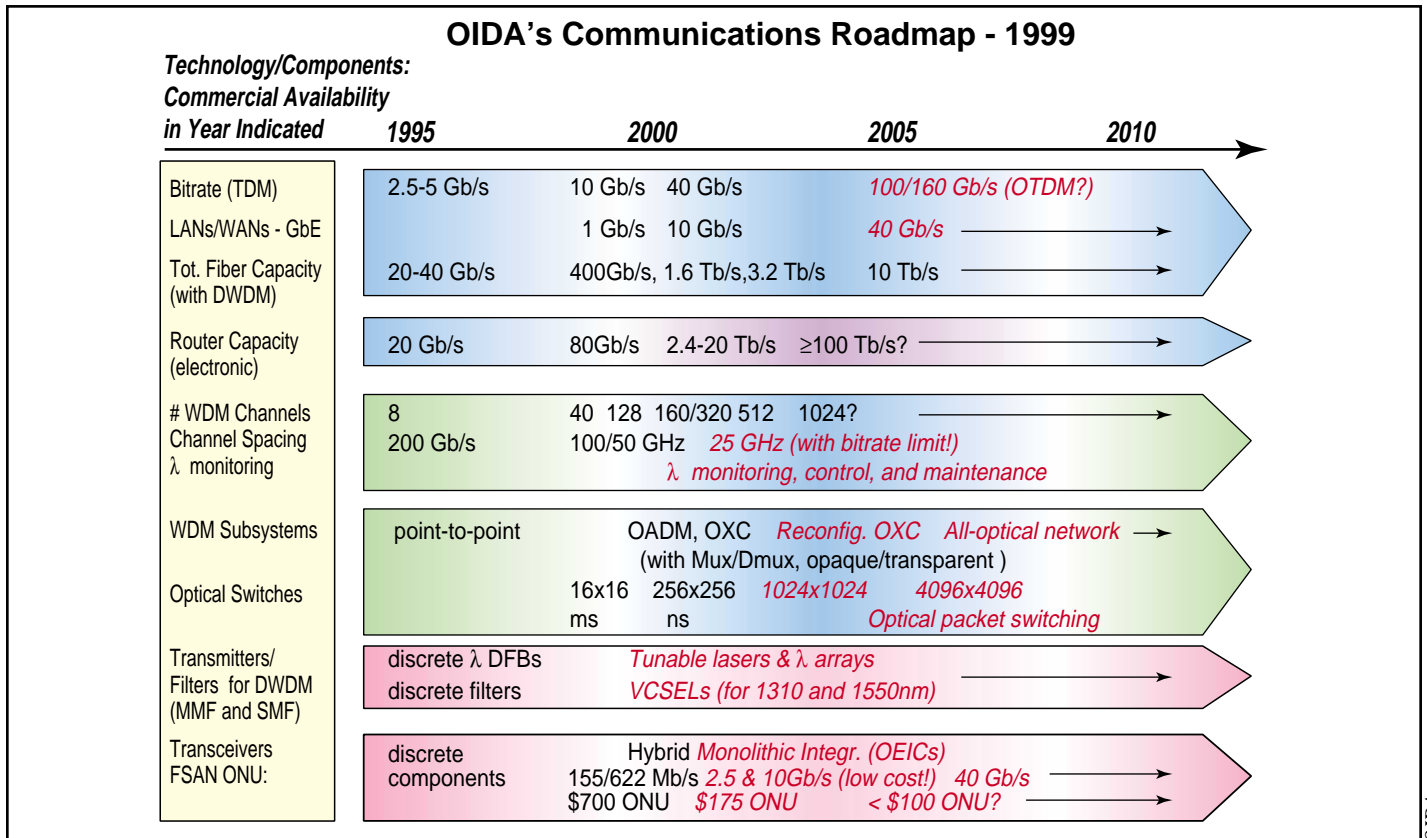 OIDA's Communications Roadmap - 1999
Technology/Components:
Commercial Availability
in Year Indicated 1995 2000 2005 2010
Bitrate (TDM) 2.5-5 Gb/s 10 Gb/s 40 Gb/s 100/160 Gb/s (OTDM?)
LANs/WANs - GbE 1 Gb/s 10 Gb/s 40 Gb/s
Tot. Fiber Capacity 20-40 Gb/s 400Gb/s, 1.6 Tb/s,3.2 Tb/s 10 Tb/s
(with DWDM)
Router Capacity 20 Gb/s 80Gb/s 2.4-20 Tb/s ≥100 Tb/s?
(electronic)
# WDM Channels 8 40 128 160/320 512 1024?
Channel Spacing 200 Gb/s 100/50 GHz 25 GHz (with bitrate limit!)
λ monitoring λ monitoring, control, and maintenance
WDM Subsystems point-to-point OADM, OXC Reconfig. OXC All-optical network
(with Mux/Dmux, opaque/transparent )
Optical Switches 16x16 256x256 1024x1024 4096x4096
ms ns Optical packet switching
Transmitters/ discrete λ DFBs Tunable lasers & λ arrays
Filters for DWDM discrete filters VCSELs (for 1310 and 1550nm)
(MMF and SMF)
Transceivers discrete Hybrid Monolithic Integr. (OEICs)
FSAN ONU: components 155/622 Mb/s 2.5 & 10Gb/s (low cost!) 40 Gb/s
$700 ONU $175 ONU < $100 ONU?